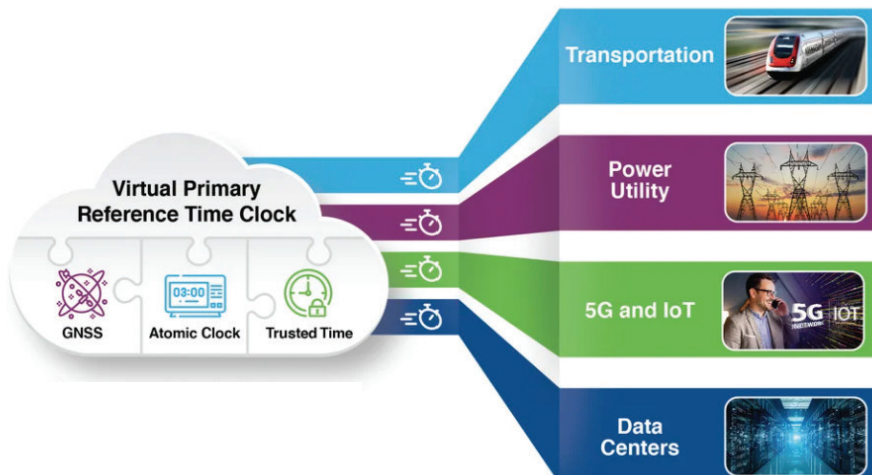 Virtual Primary
Reference Time Clock
GNSS
03:00
Atomic Clock
Trusted Time
Transportation
Power
Utility
5G and IoT
5G
NETWORK
IOT
Data
Centers